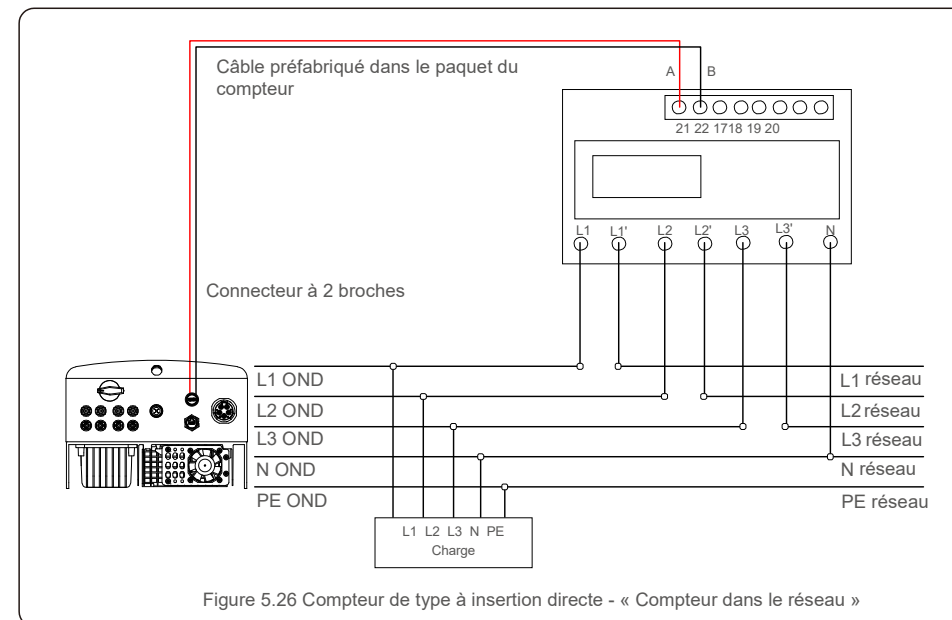 Câble préfabriqué dans le paquet du
compteur
A B
21 22 1718 19 20
L1 L1' L2 L2' L3 L3' N
Connecteur à 2 broches
L1 OND
L1 réseau
L2 OND
L2 réseau
L3 OND
L3 réseau
N OND
N réseau
PE OND
PE réseau
L1 L2 L3 N PE
Charge
Figure 5.26 Compteur de type à insertion directe - « Compteur dans le réseau »